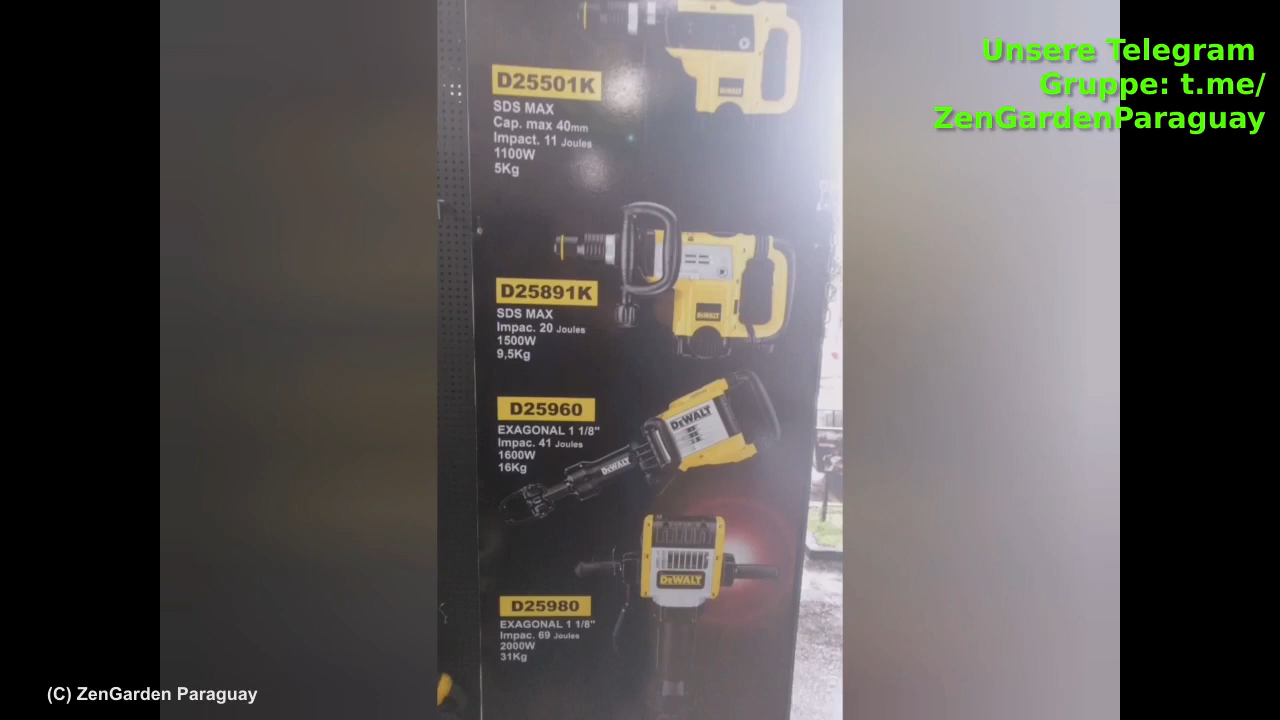 Unsere Telegram
Gruppe: t.me/
ZenGardenParaguay
DEWALT
D25501K
SDS MAX
Cap. max 40mm
Impact. 11 Joules
1100W
5Kg
D25891K
SDS MAX
Impac. 20 Joules
1500W
9,5Kg
DEWALT
D25960
EXAGONAL 1 1/8"
Impac. 41 Joules
1600W
16Kg
DEWALT
DEWALT
D25980
EXAGONAL 1 1/8"
Impac. 69 Joules
2000W
31Kg
DEWALT
(C) ZenGarden Paraguay